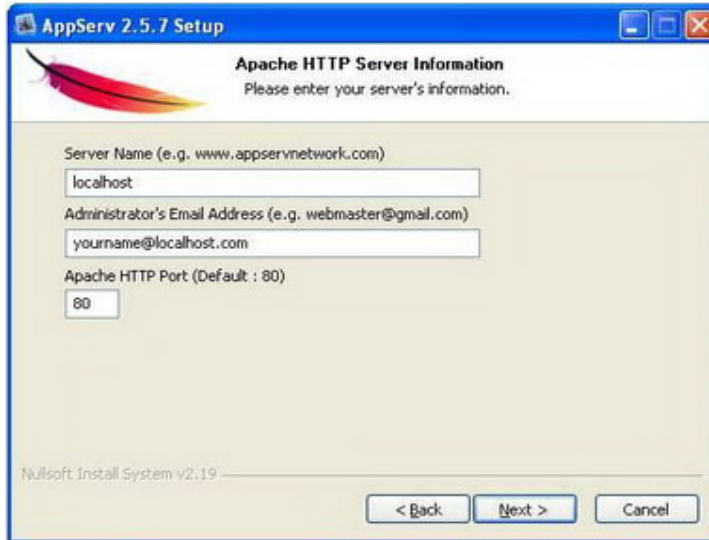 AppServ 2.5.7 Setup
Apache HTTP Server Information
Please enter your server's information.
Server Name (e.g. www.appservnetwork.com)
localhost
Administrator's Email Address (e.g. webmaster@gmail.com)
yourname@localhost.com
Apache HTTP Port (Default : 80)
80
Nullsoft Install System v2.19
< Back Next > Cancel